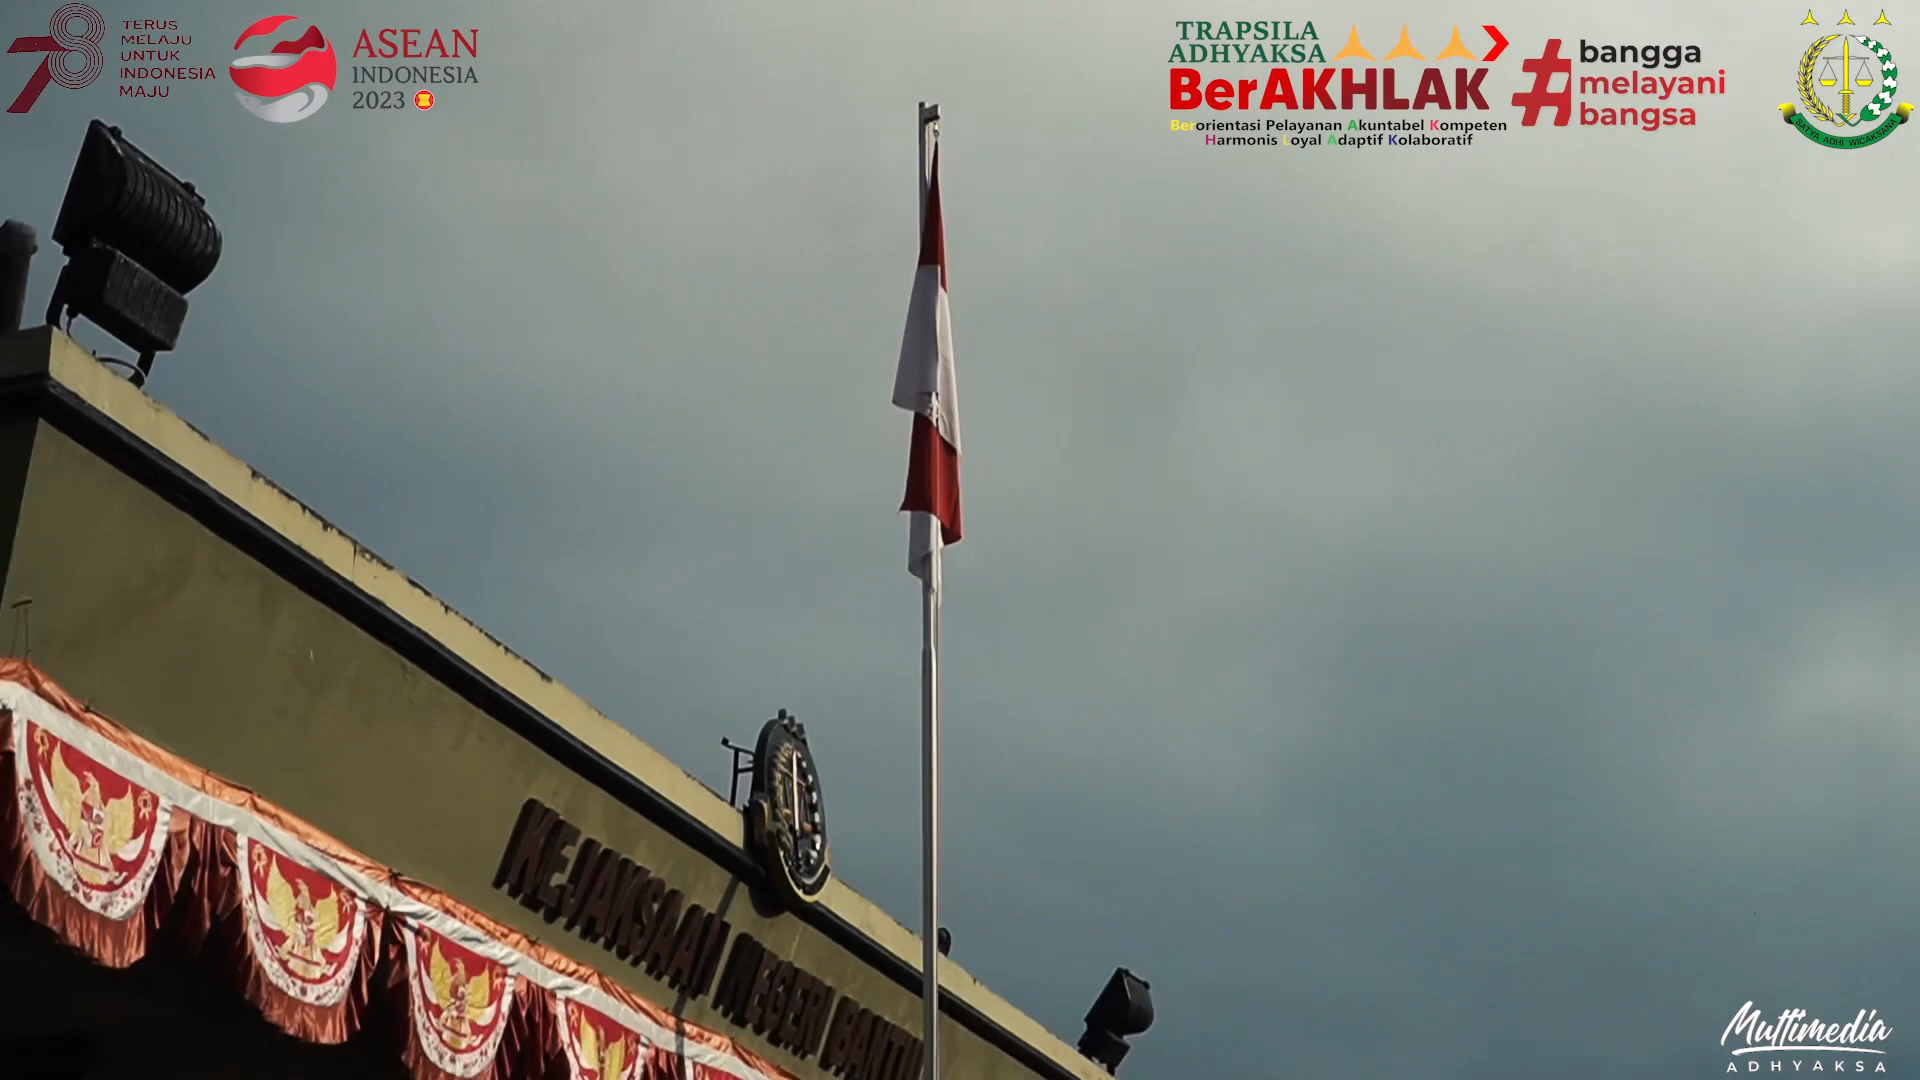 78
TERUS
MELAJU
UNTUK
INDONESIA
MAJU
ASEAN
INDONESIA
2023
TRAPSILA
ADHYAKSA
BerAKHLAK
Berorientasi Pelayanan Akuntabel Kompeten
Harmonis Loyal Adaptif Kolaboratif
#bangga
melayani
bangsa
SATYA ADHI WICAKSANA
KEJAKSAAN NEGERI
Multimedia
ADHYAKSA